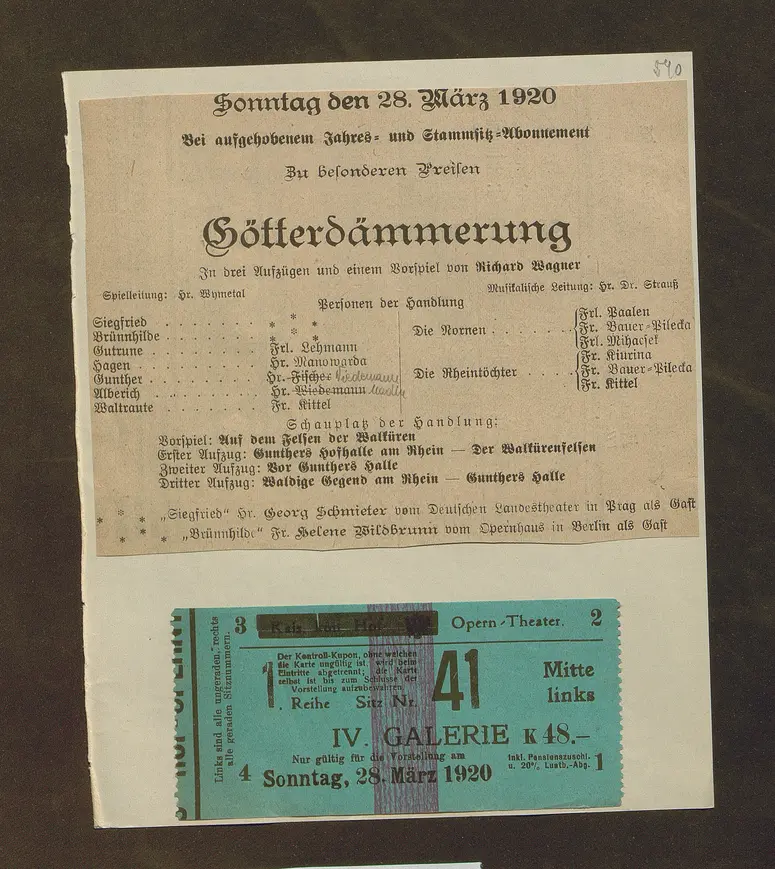 540
Sonntag den 28. März 1920
Bei aufgehobenem Jahres- und Stammsitz-Abonnement
Zu besonderen Preisen
Götterdämmerung
In drei Aufzügen und einem Vorspiel von Richard Wagner
Spielleitung: Hr. Wymetal
Musikalische Leitung: Hr. Dr. Strauß
Personen der Handlung
Siegfried . . . . . . . . * * *
Brünnhilde . . . . . . . * * *
Gutrune . . . . . . . . Frl. Lehmann
Hagen . . . . . . . . . Hr. Manowarda
Gunther . . . . . . . . Hr. Fischer Wiedemann
Alberich . . . . . . . . Hr. Wiedemann Madin
Waltraute . . . . . . . Fr. Kittel
Die Nornen . . . . . .
Frl. Paalen
Fr. Bauer-Pilecka
Frl. Mihacsek
Die Rheintöchter . . . .
Fr. Kiurina
Fr. Bauer-Pilecka
Fr. Kittel
Schauplatz der Handlung:
Vorspiel: Auf dem Felsen der Walküren
Erster Aufzug: Gunthers Hofhalle am Rhein — Der Walkürenfelsen
Zweiter Aufzug: Vor Gunthers Halle
Dritter Aufzug: Waldige Gegend am Rhein — Gunthers Halle
* * * „Siegfried" Hr. Georg Schmieter vom Deutschen Landestheater in Prag als Gast
* * * „Brünnhilde" Fr. Helene Wildbrunn vom Opernhaus in Berlin als Gast
3 Opern-Theater. 2
Links sind alle ungeraden, rechts
alle geraden Sitznummern.
Der Kontroll-Kupon, ohne welchen
die Karte ungültig ist, wird beim
Eintritte abgetrennt; die Karte
selbst ist bis zum Schlusse der
Vorstellung aufzubewahren.
1. Reihe Sitz Nr. 41
Mitte
links
IV. GALERIE K 48.–
Nur gültig für die Vorstellung am
Inkl. Pensionszuschl.
u. 20% Lustb.-Abg.
4 Sonntag, 28. März 1920 1